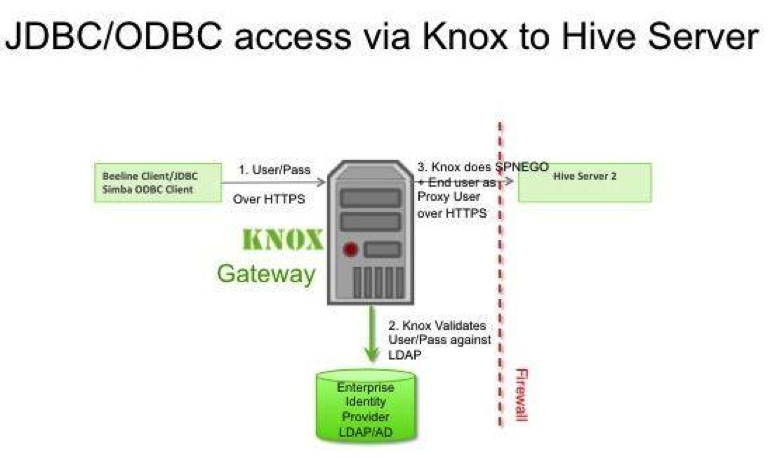 JDBC/ODBC access via Knox to Hive Server
Beeline Client/JDBC
Simba ODBC Client
1. User/Pass
Over HTTPS
KNOX
Gateway
3. Knox does SPNEGO
+ End user as
Proxy User
over HTTPS
Hive Server 2
2. Knox Validates
User/Pass against
LDAP
Enterprise
Identity
Provider
LDAP/AD
Firewall